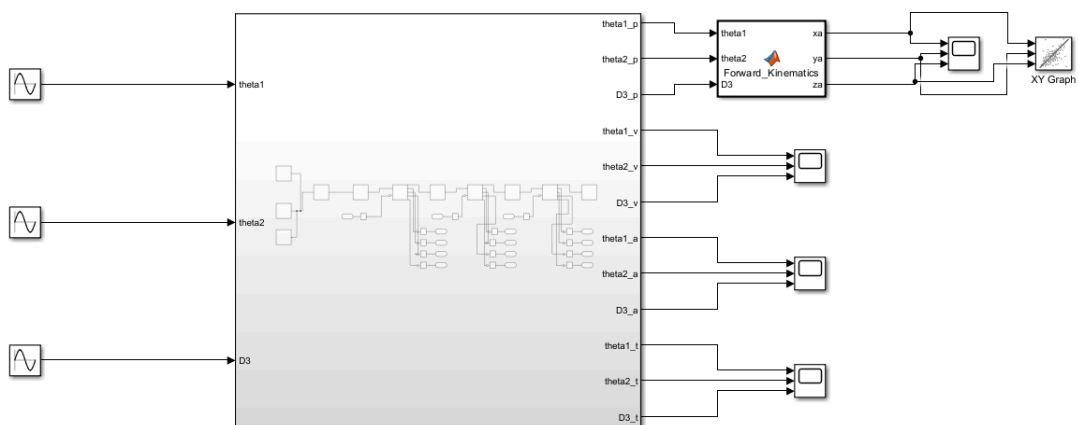 theta1
theta2
D3
theta1_p
theta2_p
D3_p
theta1_v
theta2_v
D3_v
theta1_a
theta2_a
D3_a
theta1_t
theta2_t
D3_t
theta1
theta2
D3
Forward_Kinematics
xa
ya
za
XY Graph